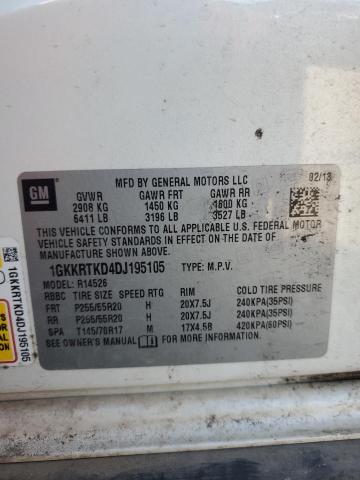 02/13
GM
MFD BY GENERAL MOTORS LLC
GVWR GAWR FRT GAWR RR
2908 KG 1450 KG 1600 KG
6411 LB 3196 LB 3527 LB
THIS VEHICLE CONFORMS TO ALL APPLICABLE U.S. FEDERAL MOTOR
VEHICLE SAFETY STANDARDS IN EFFECT ON THE DATE OF
MANUFACTURE SHOWN ABOVE.
1GKKRTKD4DJ195105 TYPE: M.P.V.
MODEL: R14526
RBBC TIRE SIZE SPEED RTG RIM COLD TIRE PRESSURE
FRT P255/55R20 H 20X7.5J 240KPA(35PSI)
RR P255/55R20 H 20X7.5J 240KPA(35PSI)
SPA T145/70R17 M 17X4.5B 420KPA(60PSI)
SEE OWNER'S MANUAL FOR MORE INFORMATION.
1GKKRTKD4DJ195105